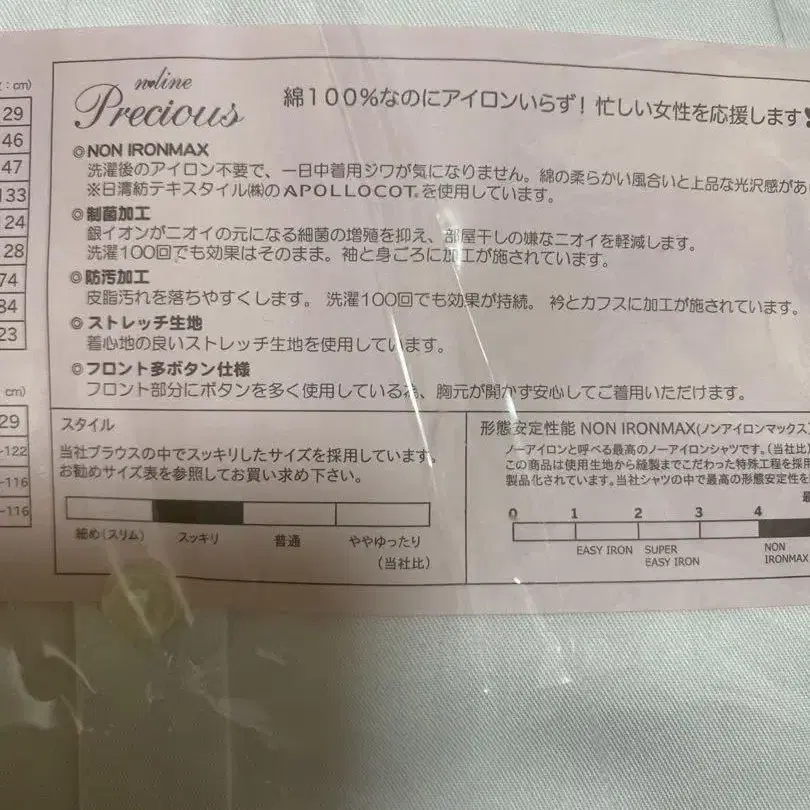 cm)
29
46
47
133
124
28
74
84
23
cm)
29
-122
-116
-116
n♥line
Precious
綿100%なのにアイロンいらず! 忙しい女性を応援します
◎NON IRONMAX
洗濯後のアイロン不要で、一日中着用ジワが気になりません。綿の柔らかい風合いと上品な光沢感があ
※日清紡テキスタイル㈱のAPOLLOCOT®を使用しています。
◎制菌加工
銀イオンがニオイの元になる細菌の増殖を抑え、部屋干しの嫌なニオイを軽減します。
洗濯100回でも効果はそのまま。袖と身ごろに加工が施されています。
◎防汚加工
皮脂汚れを落ちやすくします。 洗濯100回でも効果が持続。 衿とカフスに加工が施されています。
◎ストレッチ生地
着心地の良いストレッチ生地を使用しています。
◎フロント多ボタン仕様
フロント部分にボタンを多く使用している為、胸元が開かず安心してご着用いただけます。
スタイル
当社ブラウスの中でスッキリしたサイズを採用しています。
お勧めサイズ表を参照してお買い求め下さい。
細め(スリム) スッキリ 普通 ややゆったり
(当社比)
形態安定性能 NON IRONMAX(ノンアイロンマックス)
ノーアイロンと呼べる最高のノーアイロンシャツです。(当社比)
この商品は使用生地から縫製までこだわった特殊工程を採用
製品化されています。当社シャツの中で最高の形態安定性を
0 1 2 3 4
EASY IRON SUPER EASY IRON NON IRONMAX